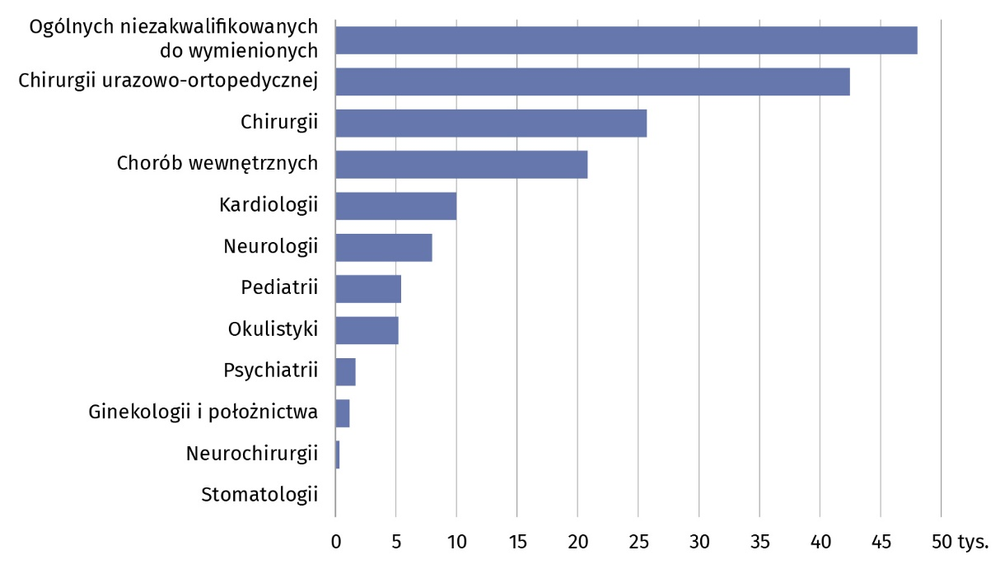 Ogólnych niezakwalifikowanych
do wymienionych
Chirurgii urazowo-ortopedycznej
Chirurgii
Chorób wewnętrznych
Kardiologii
Neurologii
Pediatrii
Okulistyki
Psychiatrii
Ginekologii i położnictwa
Neurochirurgii
Stomatologii
0 5 10 15 20 25 30 35 40 45 50 tys.